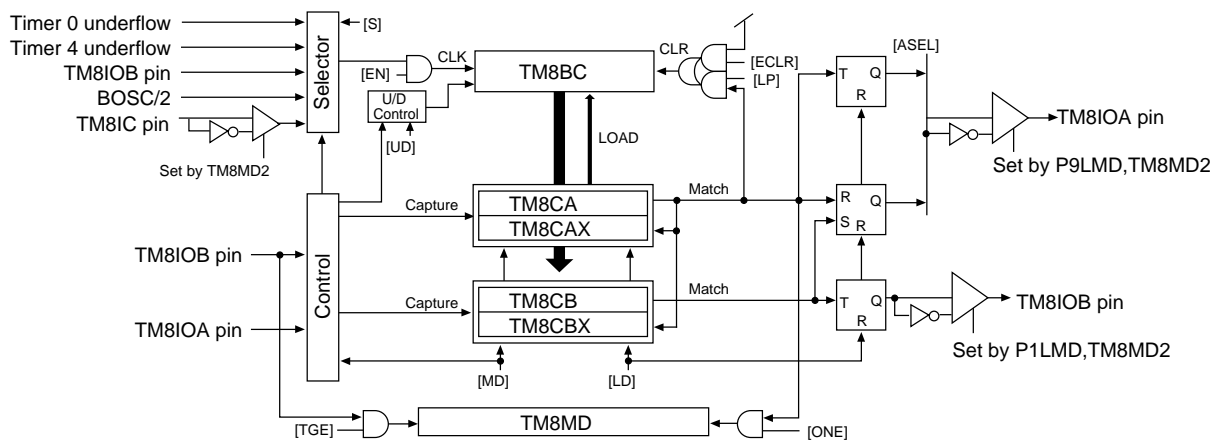 Timer 0 underflow
Timer 4 underflow
TM8IOB pin
BOSC/2
TM8IC pin
Set by TM8MD2
Selector
[S]
[EN]
CLK
U/D
Control
[UD]
TM8BC
CLR
[ECLR]
[LP]
LOAD
[ASEL]
T
Q
R
TM8IOA pin
Set by P9LMD,TM8MD2
Capture
TM8CA
TM8CAX
Match
R
S
Q
R
TM8IOB pin
TM8IOA pin
Control
Capture
TM8CB
TM8CBX
Match
T
Q
R
TM8IOB pin
Set by P1LMD,TM8MD2
[MD]
[LD]
[TGE]
TM8MD
[ONE]